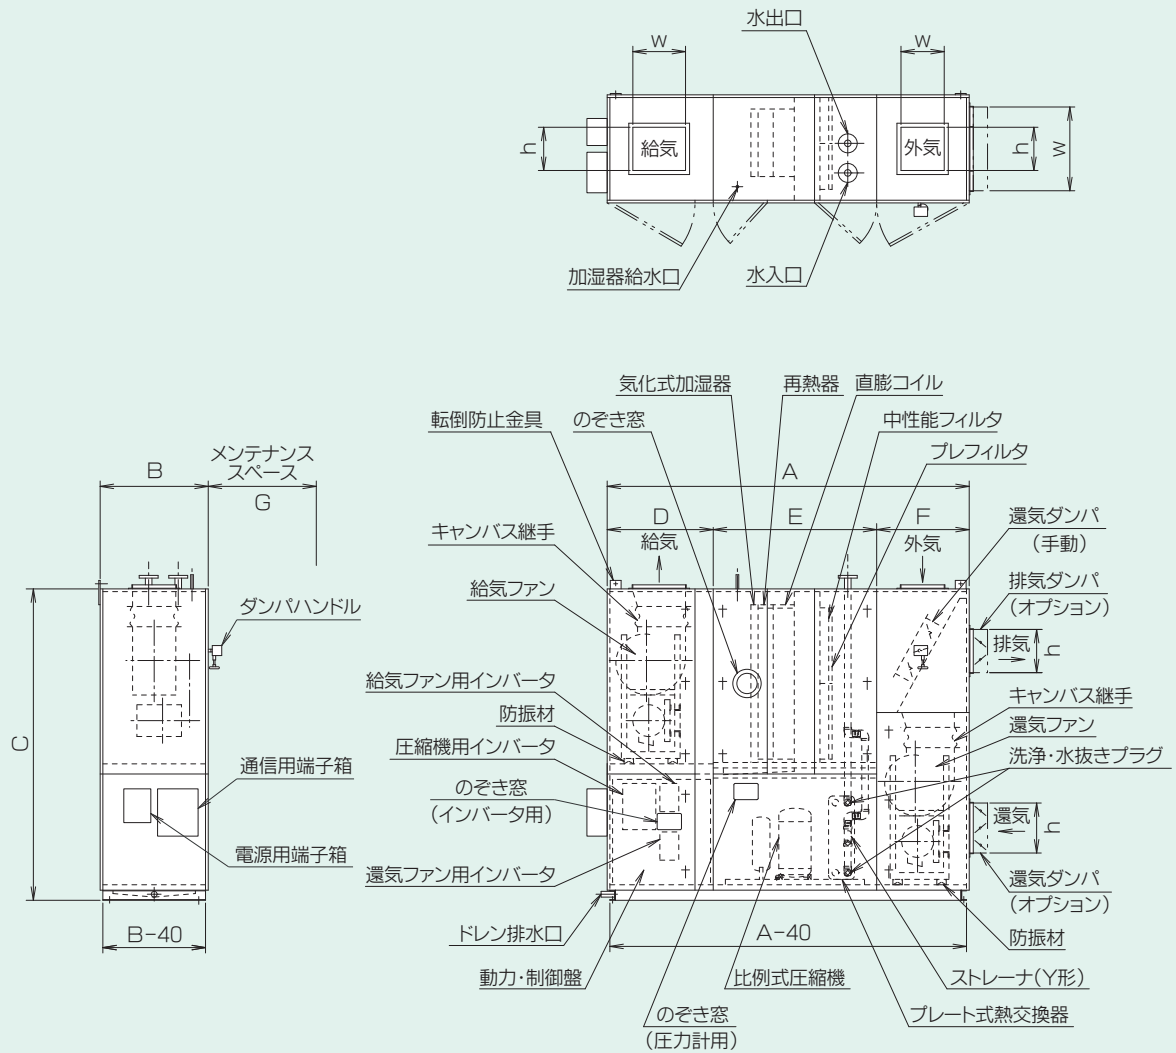 水出口
w
w
給気
外気
h
h
w
加湿器給水口
水入口
気化式加湿器
再熱器
直膨コイル
転倒防止金具
のぞき窓
中性能フィルタ
プレフィルタ
メンテナンス
スペース
B
G
A
D
E
F
給気
外気
還気ダンパ
(手動)
キャンバス継手
排気ダンパ
(オプション)
給気ファン
ダンパハンドル
排気
h
給気ファン用インバータ
キャンバス継手
防振材
還気ファン
C
圧縮機用インバータ
洗浄・水抜きプラグ
通信用端子箱
のぞき窓
(インバータ用)
還気
h
電源用端子箱
還気ファン用インバータ
還気ダンパ
(オプション)
B-40
ドレン排水口
A-40
防振材
動力・制御盤
比例式圧縮機
ストレーナ(Y形)
のぞき窓
(圧力計用)
プレート式熱交換器